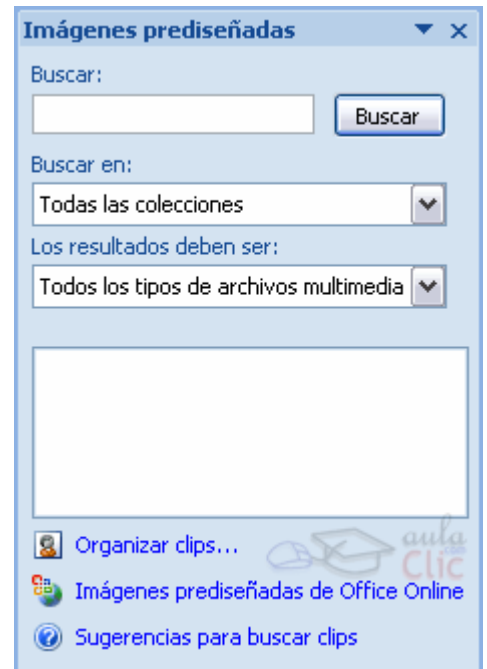 Imágenes prediseñadas
Buscar:
Buscar
Buscar en:
Todas las colecciones
Los resultados deben ser:
Todos los tipos de archivos multimedia
Organizar clips...
aula
.com
Clic
Imágenes prediseñadas de Office Online
Sugerencias para buscar clips